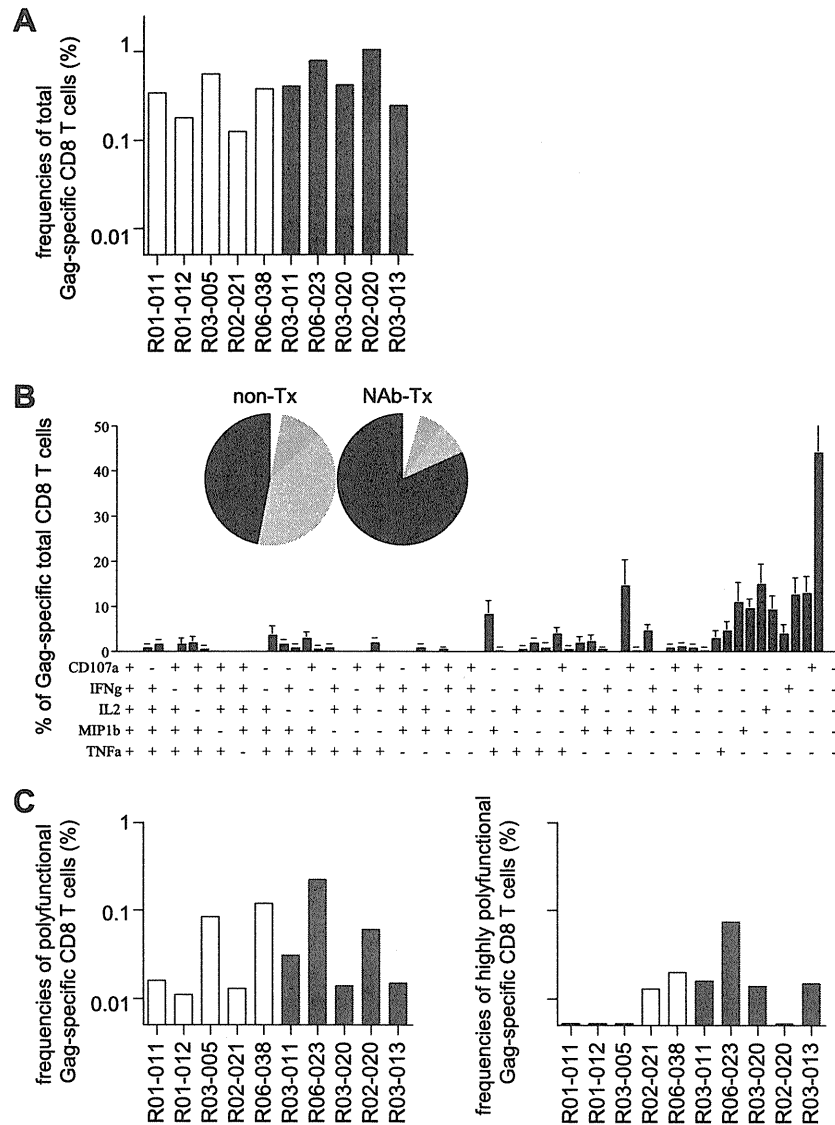 A
frequencies of total
Gag-specific CD8 T cells (%)
1
0.1
0.01
R01-011
R01-012
R03-005
R02-021
R06-038
R03-011
R06-023
R03-020
R02-020
R03-013
B
non-Tx
NAb-Tx
% of Gag-specific total CD8 T cells
50
40
30
20
10
0
CD107a
IFNg
IL2
MIP1b
TNFa
C
frequencies of polyfunctional
Gag-specific CD8 T cells (%)
1
0.1
0.01
R01-011
R01-012
R03-005
R02-021
R06-038
R03-011
R06-023
R03-020
R02-020
R03-013
frequencies of highly polyfunctional
Gag-specific CD8 T cells (%)
R01-011
R01-012
R03-005
R02-021
R06-038
R03-011
R06-023
R03-020
R02-020
R03-013